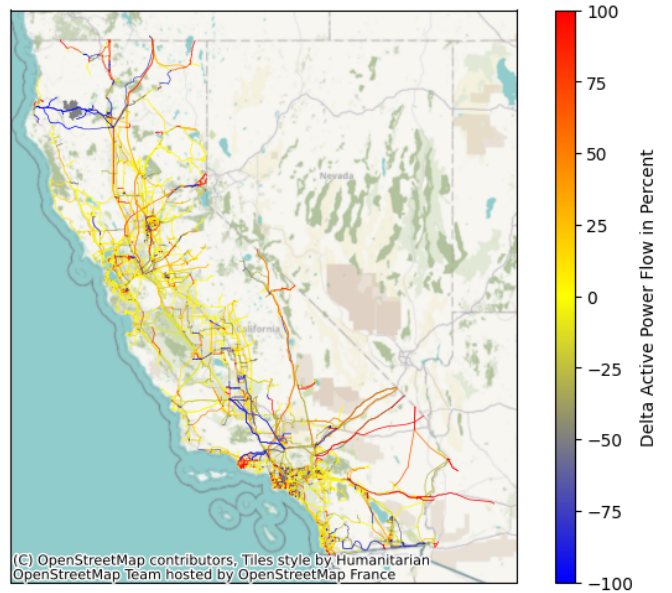 Nevada
California
(C) OpenStreetMap contributors, Tiles style by Humanitarian
OpenStreetMap Team hosted by OpenStreetMap France
100
75
50
25
0
−25
−50
−75
−100
Delta Active Power Flow in Percent